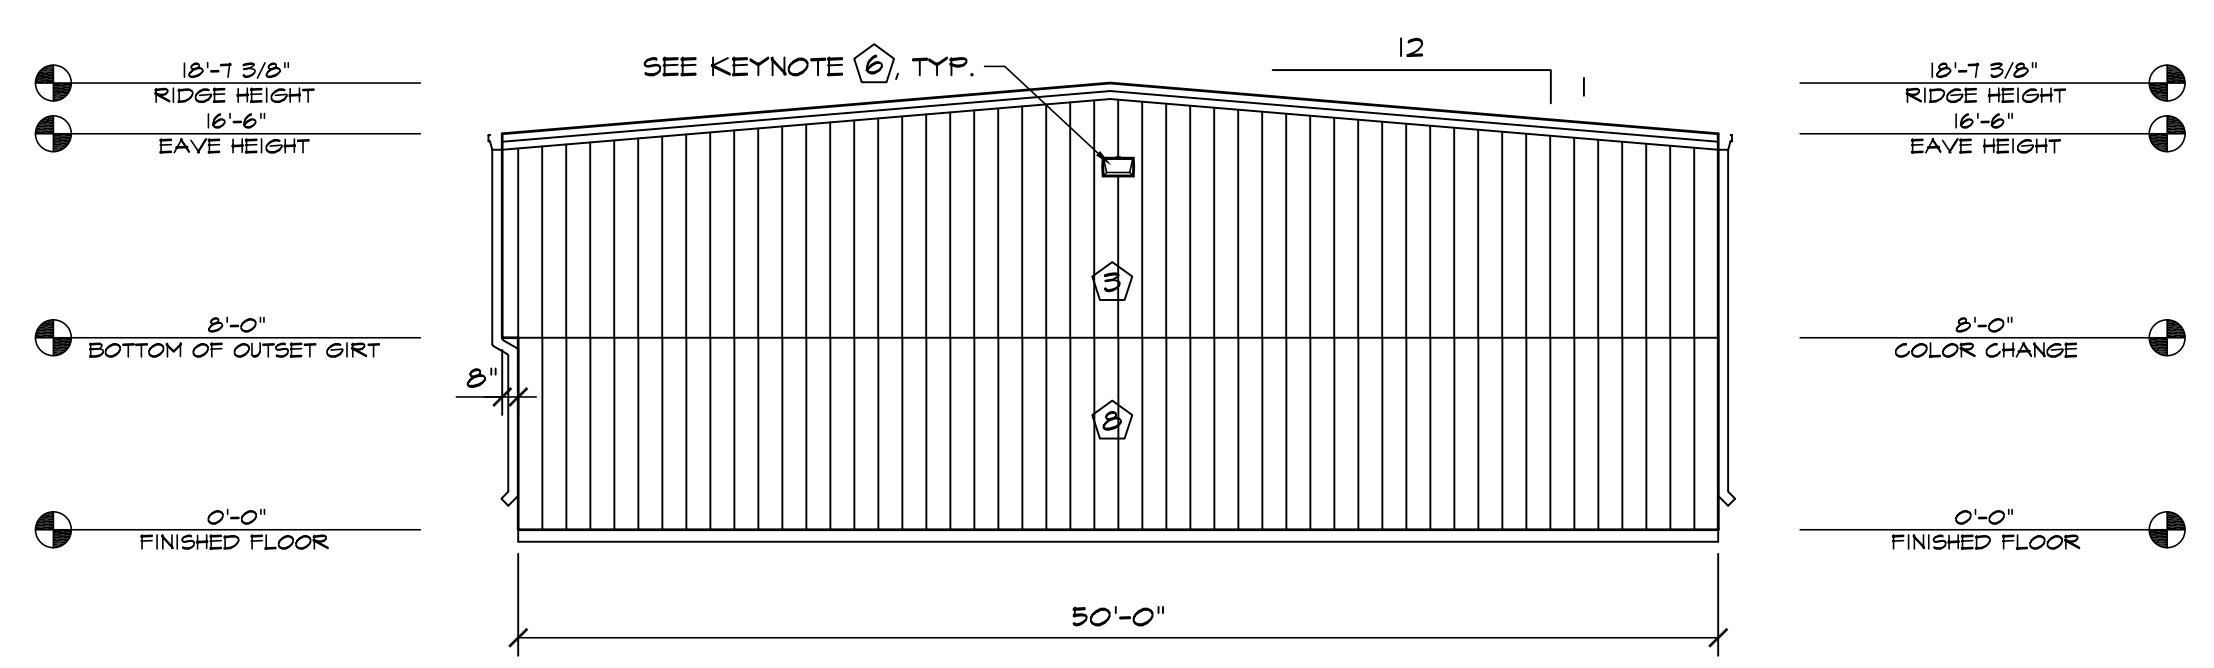 SEE KEYNOTE 6, TYP.
12
1
18'-7 3/8"
RIDGE HEIGHT
16'-6"
EAVE HEIGHT
8'-0"
BOTTOM OF OUTSET GIRT
8"
0'-0"
FINISHED FLOOR
3
8
18'-7 3/8"
RIDGE HEIGHT
16'-6"
EAVE HEIGHT
8'-0"
COLOR CHANGE
0'-0"
FINISHED FLOOR
50'-0"